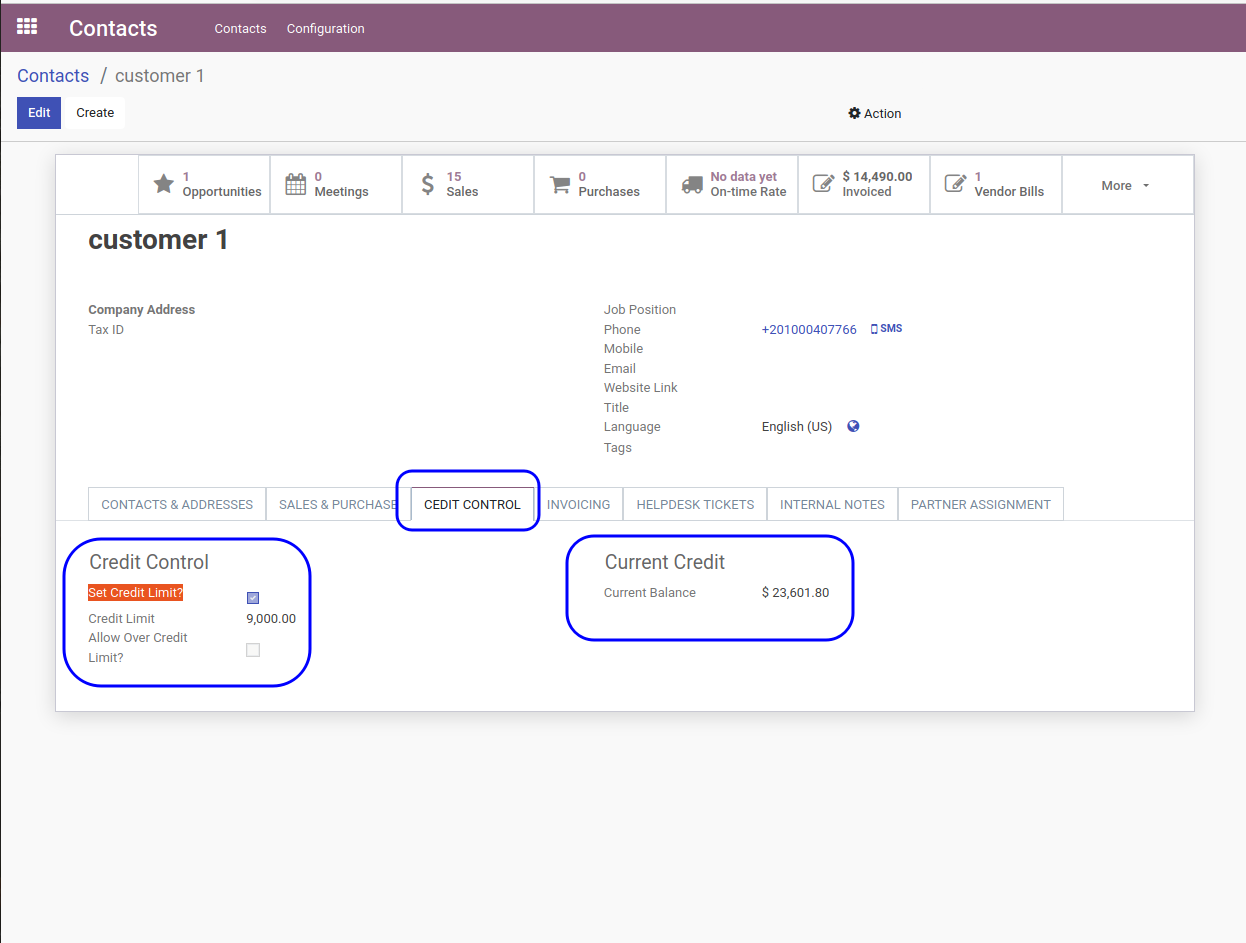 Contacts Contacts Configuration
Contacts / customer 1
Edit Create Action
1 Opportunities
0 Meetings
15 Sales
0 Purchases
No data yet On-time Rate
$ 14,490.00 Invoiced
1 Vendor Bills
More
customer 1
Company Address
Tax ID
Job Position
Phone +201000407766 SMS
Mobile
Email
Website Link
Title
Language English (US)
Tags
CONTACTS & ADDRESSES SALES & PURCHASE CEDIT CONTROL INVOICING HELPDESK TICKETS INTERNAL NOTES PARTNER ASSIGNMENT
Credit Control
Set Credit Limit?
Credit Limit 9,000.00
Allow Over Credit
Limit?
Current Credit
Current Balance $ 23,601.80